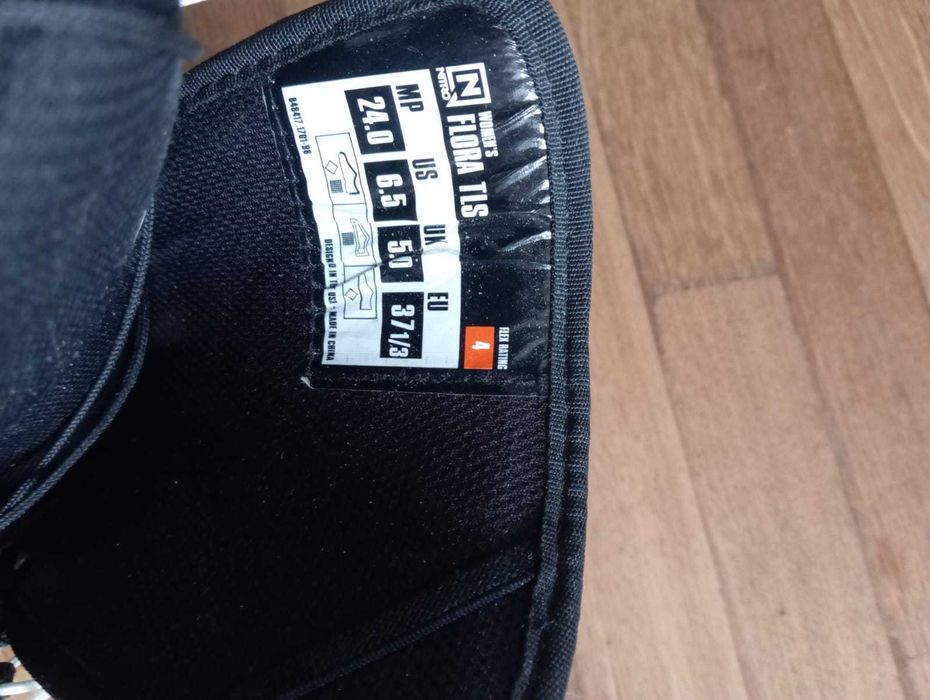 NITRO
WOMEN'S
FLORA TLS
FLEX RATING
4
MP US UK EU
24.0 6.5 5.0 37 1/3
DESIGND IN THE USA - MADE IN CHINA